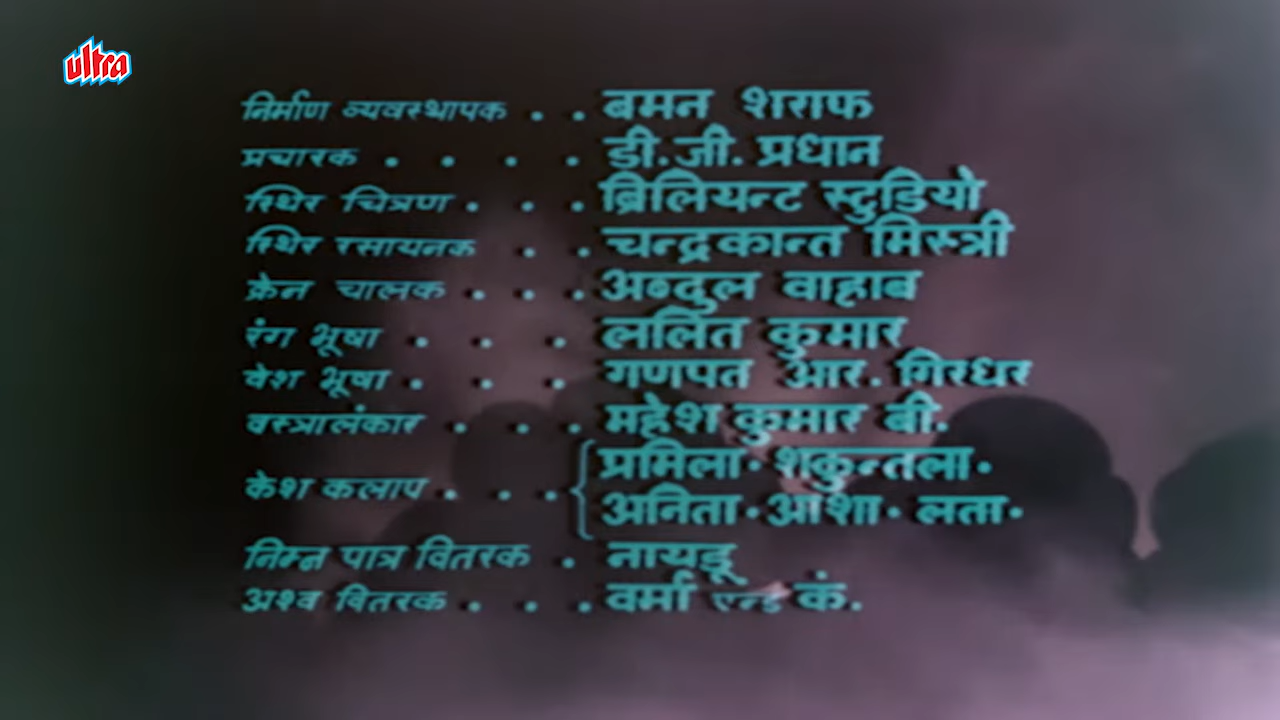 ultra
निर्माण व्यवस्थापक . . बमन शराफ
प्रचारक . . . . डी. जी. प्रधान
स्थिर चित्रण . . . ब्रिलियन्ट स्टुडियो
स्थिर रसायनक . . चन्द्रकान्त मिस्त्री
क्रेन चालक . . . अब्दुल वाहाब
रंग भूषा . . . ललित कुमार
वेश भूषा . . . गणपत आर. गिरधर
वस्त्रालंकार . . . महेश कुमार बी.
प्रमिला · शकुन्तला ·
केश कलाप . . . {
अनिता · आशा · लता ·
निम्न पात्र वितरक . नायडू
अश्व वितरक . . . वर्मा एन्ड कं.